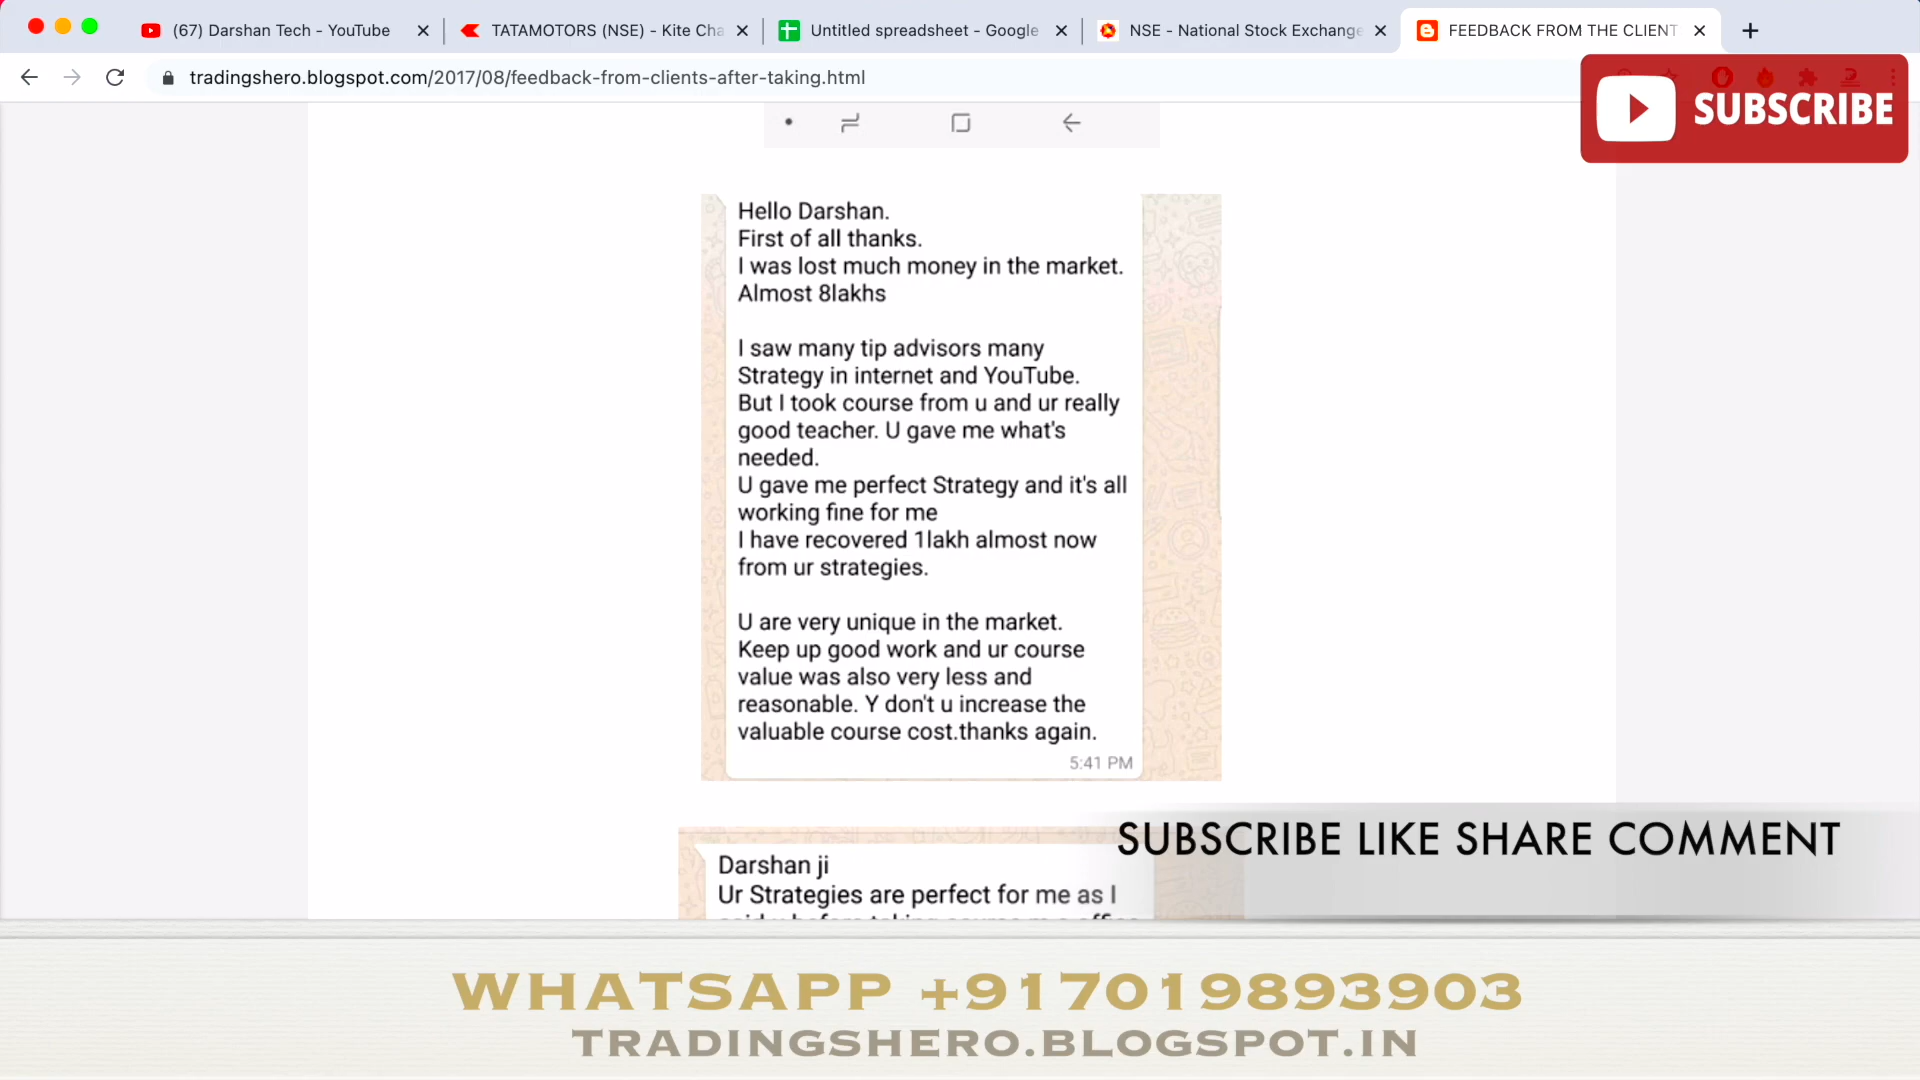 (67) Darshan Tech - YouTube
TATAMOTORS (NSE) - Kite Cha
Untitled spreadsheet - Google
NSE - National Stock Exchange
FEEDBACK FROM THE CLIENT
tradingshero.blogspot.com/2017/08/feedback-from-clients-after-taking.html
SUBSCRIBE
Hello Darshan.
First of all thanks.
I was lost much money in the market.
Almost 8lakhs
I saw many tip advisors many
Strategy in internet and YouTube.
But I took course from u and ur really
good teacher. U gave me what's
needed.
U gave me perfect Strategy and it's all
working fine for me
I have recovered 1lakh almost now
from ur strategies.
U are very unique in the market.
Keep up good work and ur course
value was also very less and
reasonable. Y don't u increase the
valuable course cost.thanks again.
5:41 PM
SUBSCRIBE LIKE SHARE COMMENT
Darshan ji
Ur Strategies are perfect for me as I
WHATSAPP +917019893903
TRADINGSHERO.BLOGSPOT.IN